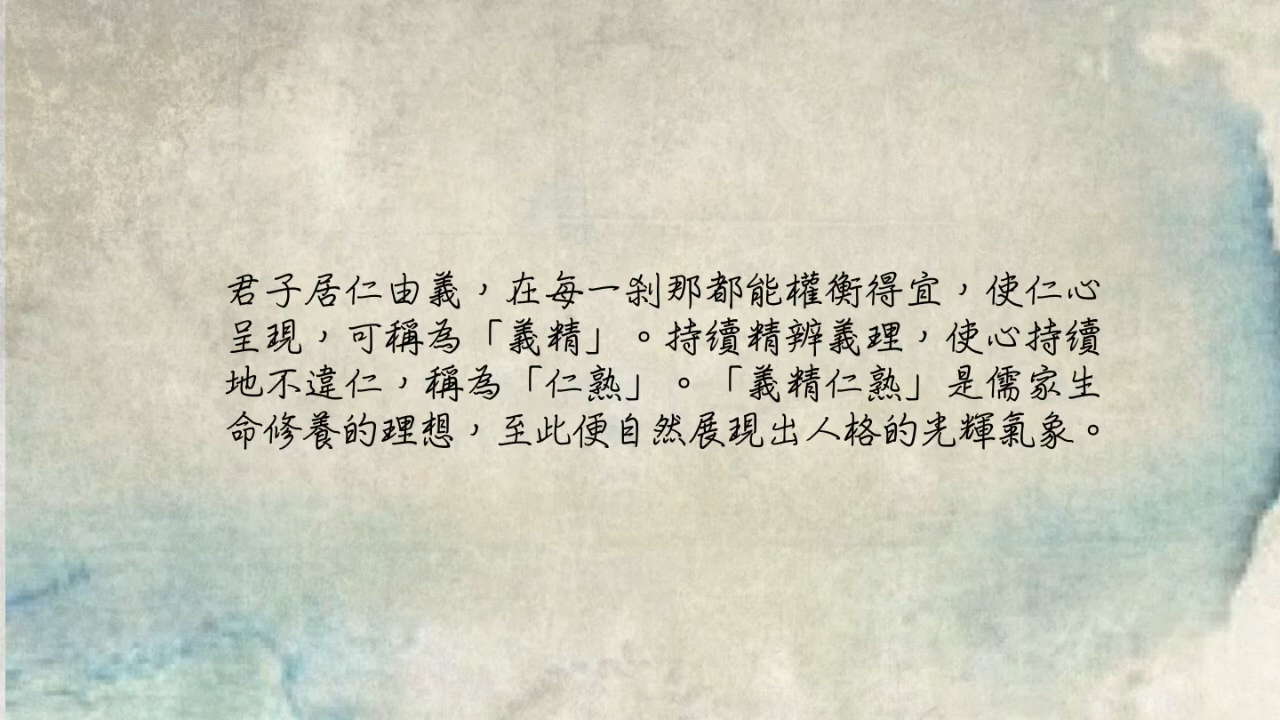 君子居仁由義，在每一剎那都能權衡得宜，使仁心
呈現，可稱為「義精」。持續精辨義理，使心持續
地不違仁，稱為「仁熟」。「義精仁熟」是儒家生
命修養的理想，至此便自然展現出人格的光輝氣象。